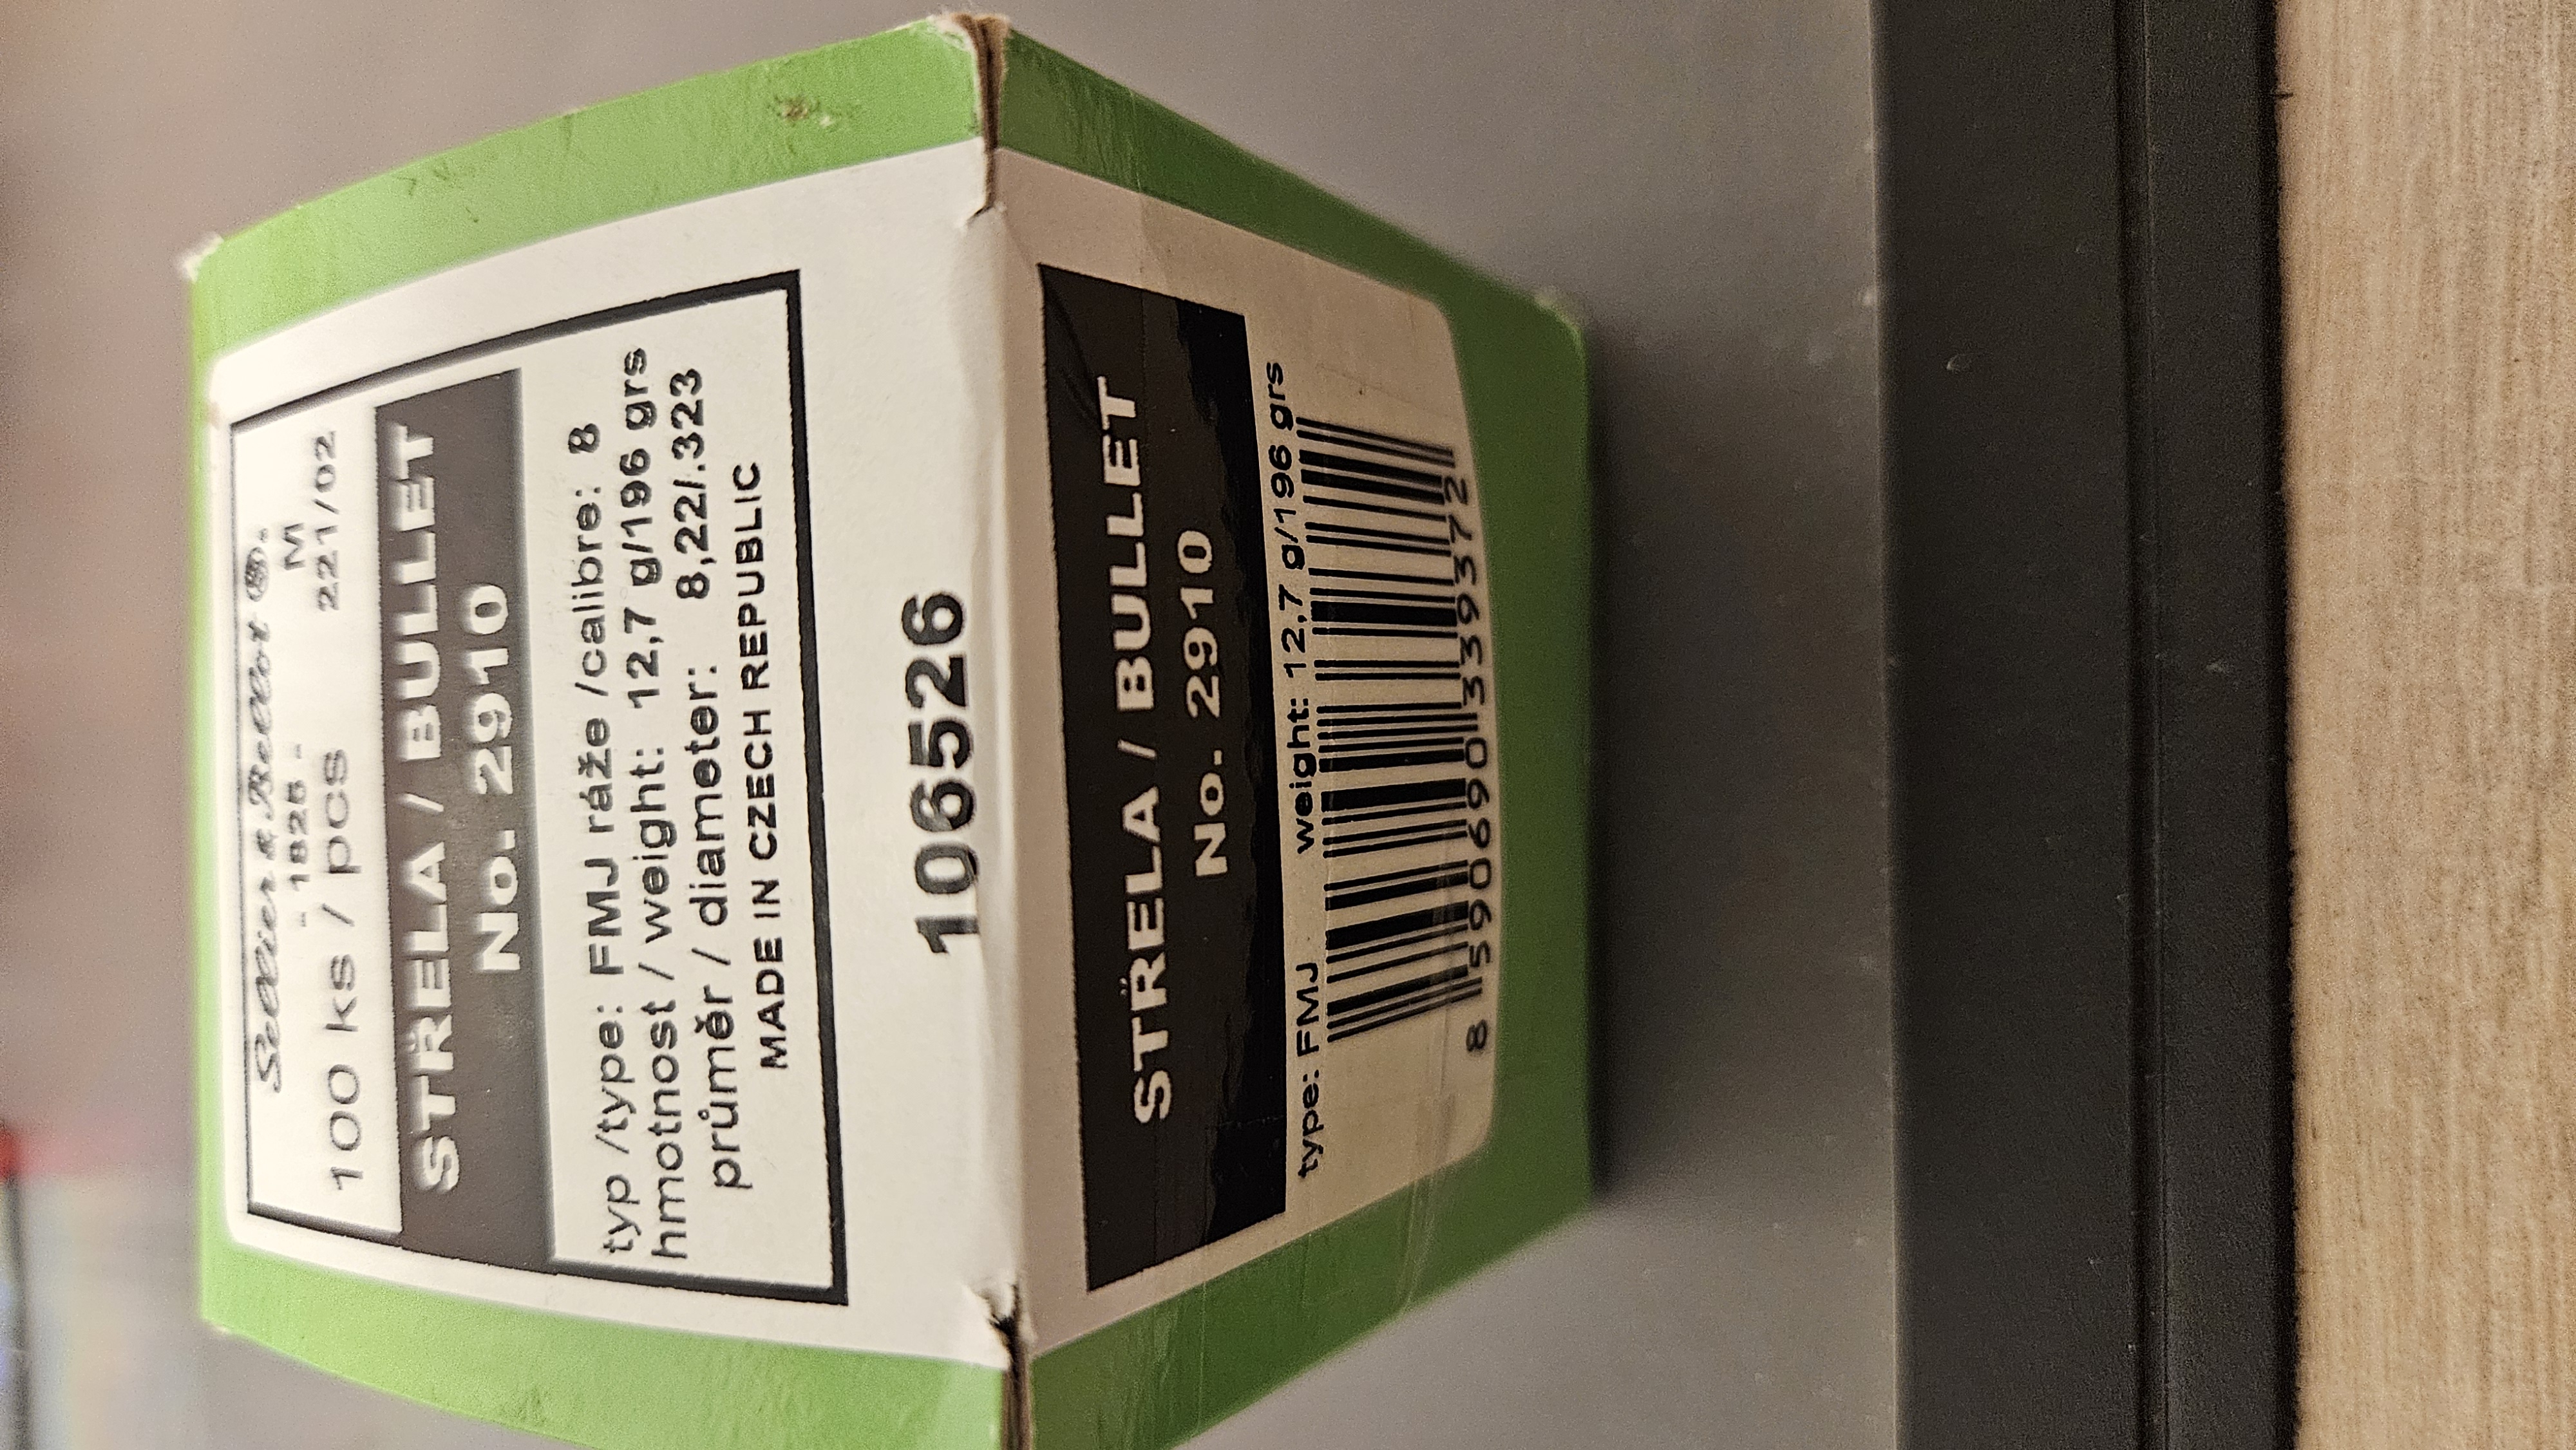 Sellier & Bellot ®.
- 1825 - M
100 ks / pcs 221/02
STŘELA / BULLET
No. 2910
typ /type: FMJ ráže /calibre: 8
hmotnost / weight: 12,7 g/196 grs
průměr / diameter: 8,22/.323
MADE IN CZECH REPUBLIC
106526
STŘELA / BULLET
No. 2910
type: FMJ weight: 12,7 g/196 grs
8 590690 339372